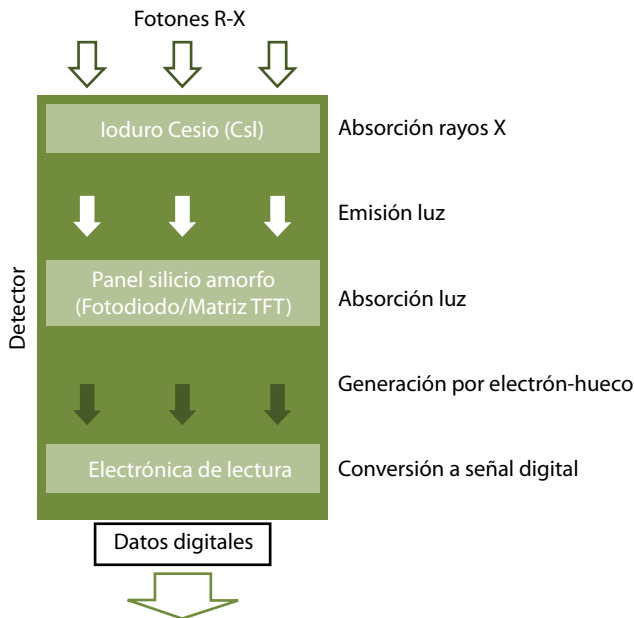 Fotones R-X
Ioduro Cesio (CsI)
Absorción rayos X
Emisión luz
Detector
Panel silicio amorfo
(Fotodiodo/Matriz TFT)
Absorción luz
Generación por electrón-hueco
Electrónica de lectura
Conversión a señal digital
Datos digitales